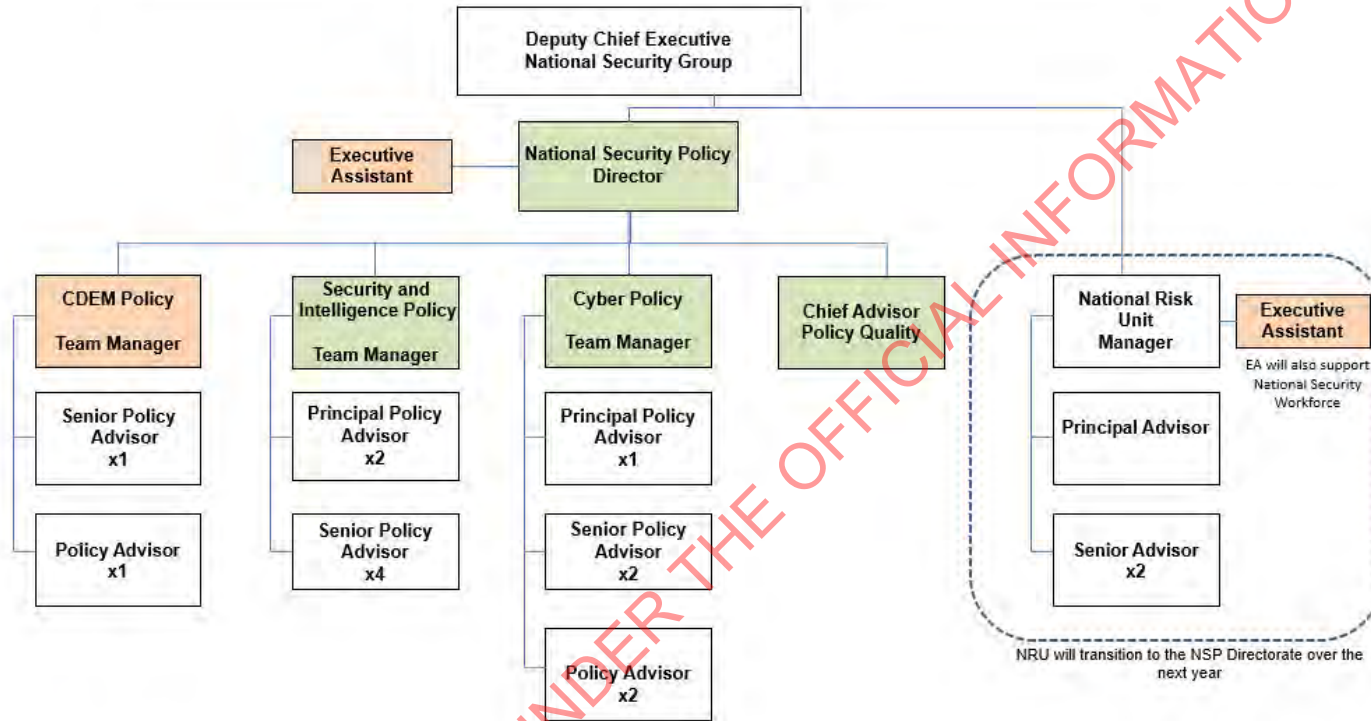 Deputy Chief Executive
National Security Group
Executive
Assistant
National Security Policy
Director
CDEM Policy
Team Manager
Senior Policy
Advisor
x1
Policy Advisor
x1
Security and
Intelligence Policy
Team Manager
Principal Policy
Advisor
x2
Senior Policy
Advisor
x4
Cyber Policy
Team Manager
Principal Policy
Advisor
x1
Senior Policy
Advisor
x2
Policy Advisor
x2
Chief Advisor
Policy Quality
National Risk
Unit
Manager
Executive
Assistant
EA will also support
National Security
Workforce
Principal Advisor
Senior Advisor
x2
NRU will transition to the NSP Directorate over the
next year
UNDER THE OFFICIAL INFORMATIO